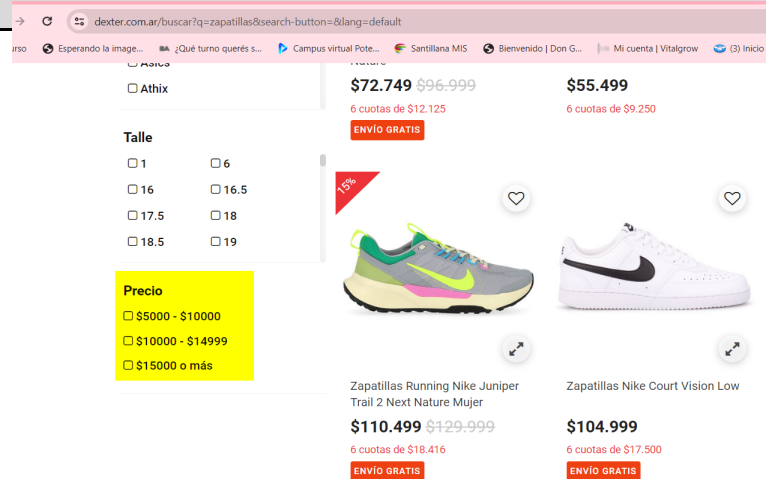 dexter.com.ar/buscar?q=zapatillas&search-button=&lang=default
urso Esperando la image... ¿Qué turno querés s... Campus virtual Pote... Santillana MIS Bienvenido | Don G... Mi cuenta | Vitalgrow (3) Inicio
Asics
Athix
Talle
1 6
16 16.5
17.5 18
18.5 19
Precio
$5000 - $10000
$10000 - $14999
$15000 o más
Nature
$72.749 $96.999
6 cuotas de $12.125
ENVÍO GRATIS
$55.499
6 cuotas de $9.250
15%
Zapatillas Running Nike Juniper
Trail 2 Next Nature Mujer
$110.499 $129.999
6 cuotas de $18.416
ENVÍO GRATIS
Zapatillas Nike Court Vision Low
$104.999
6 cuotas de $17.500
ENVÍO GRATIS